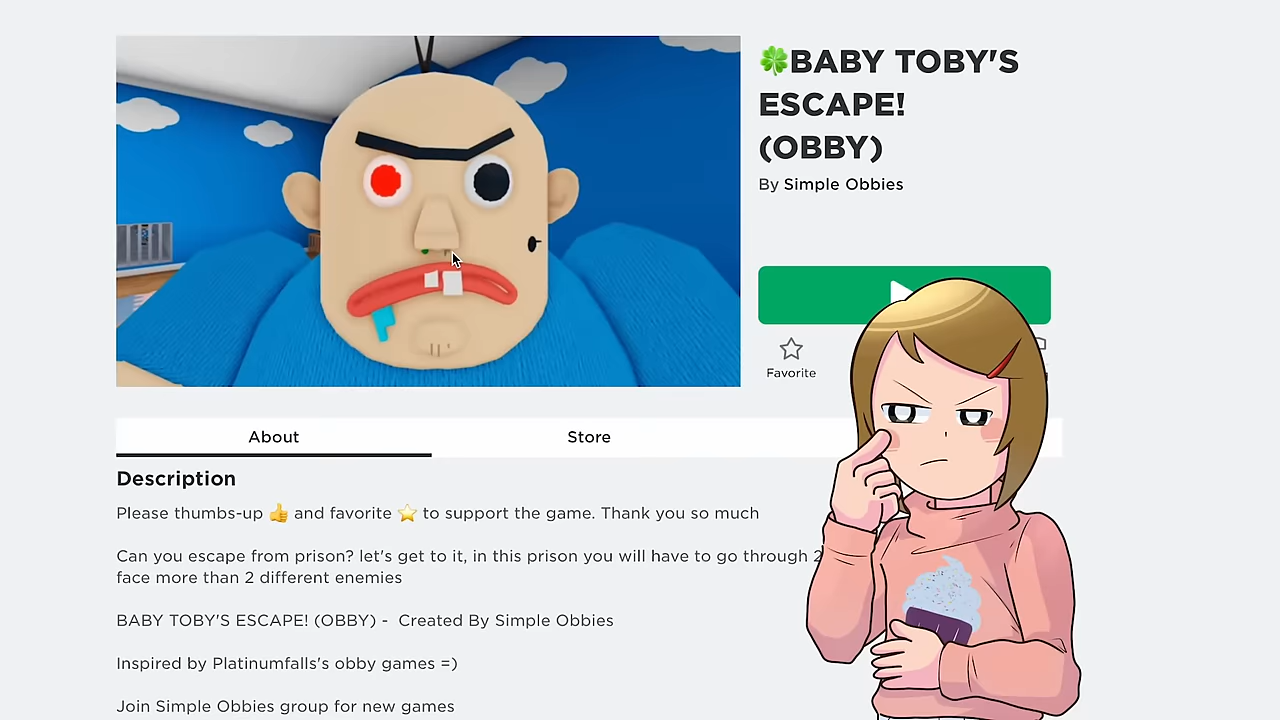 🍀BABY TOBY'S
ESCAPE!
(OBBY)
By Simple Obbies
Favorite
About
Store
Description
Please thumbs-up 👍 and favorite ⭐ to support the game. Thank you so much
Can you escape from prison? let's get to it, in this prison you will have to go through 2
face more than 2 different enemies
BABY TOBY'S ESCAPE! (OBBY) - Created By Simple Obbies
Inspired by Platinumfalls's obby games =)
Join Simple Obbies group for new games